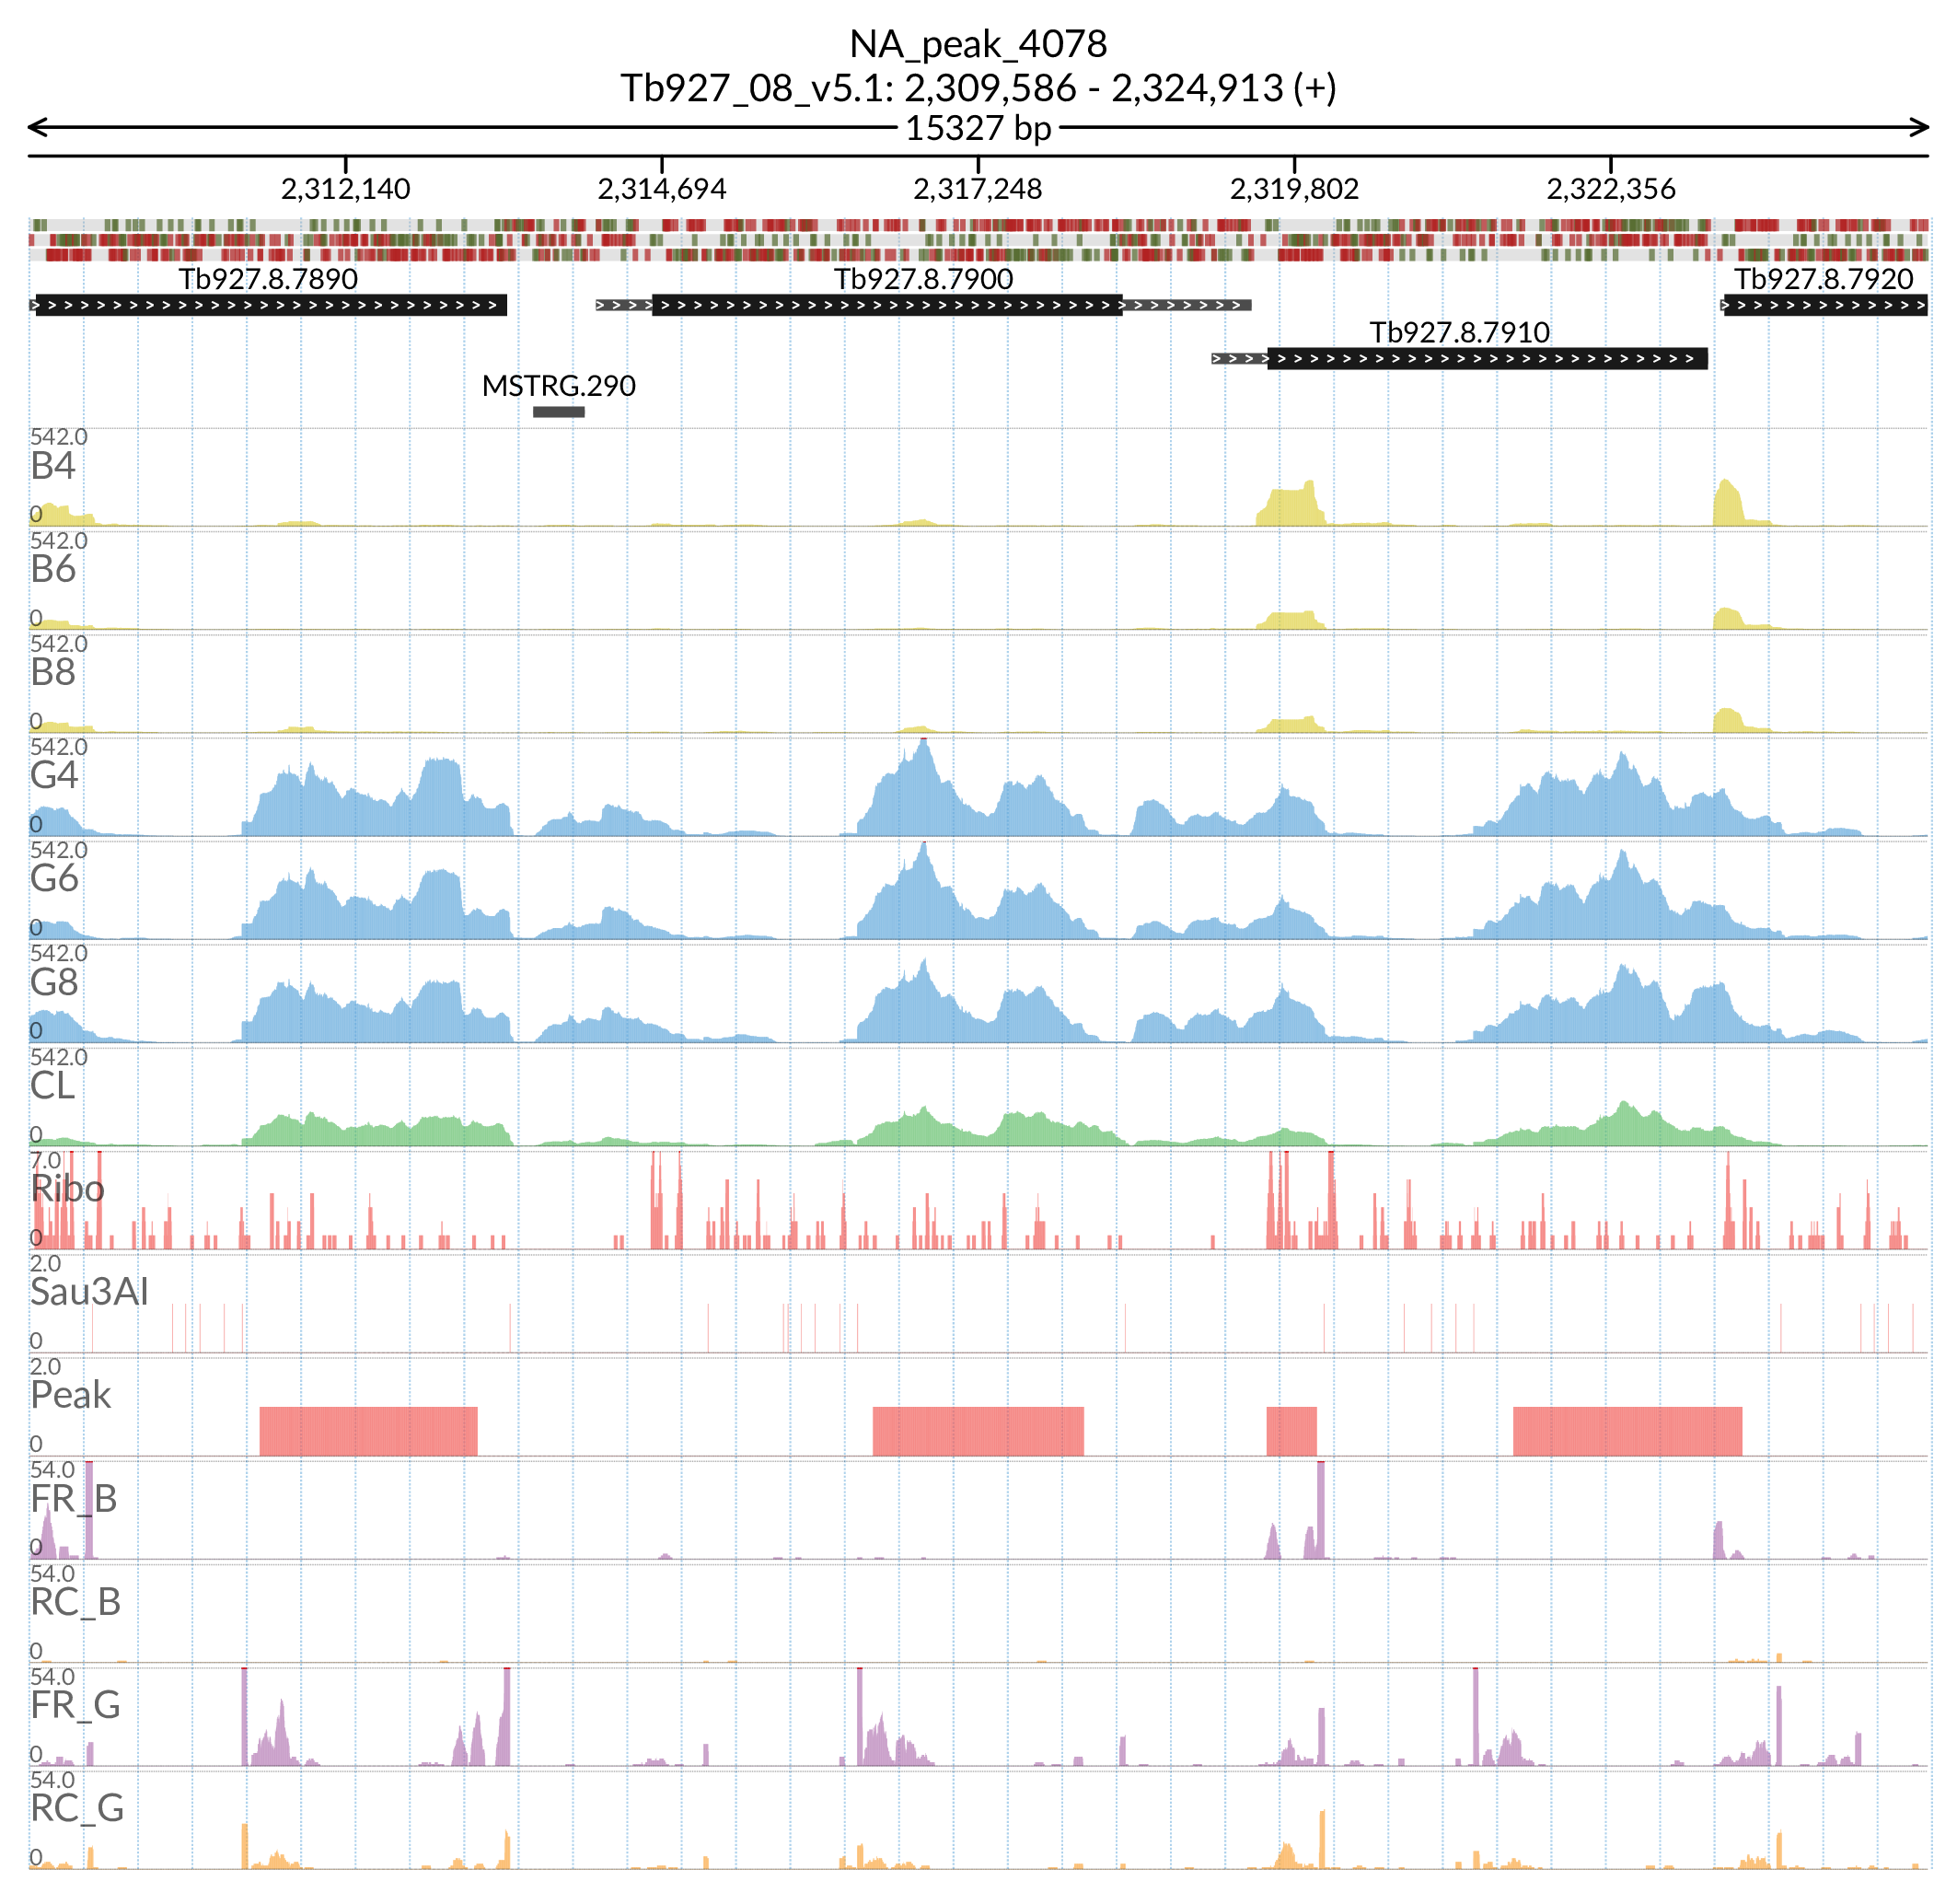 NA_peak_4078
Tb927_08_v5.1: 2,309,586 - 2,324,913 (+)
15327 bp
2,312,140 2,314,694 2,317,248 2,319,802 2,322,356
Tb927.8.7890 Tb927.8.7900 Tb927.8.7920
Tb927.8.7910
MSTRG.290
542.0
B4
0
542.0
B6
0
542.0
B8
0
542.0
G4
0
542.0
G6
0
542.0
G8
0
542.0
CL
0
7.0
Ribo
0
2.0
Sau3AI
0
2.0
Peak
0
54.0
FR_B
0
54.0
RC_B
0
54.0
FR_G
0
54.0
RC_G
0